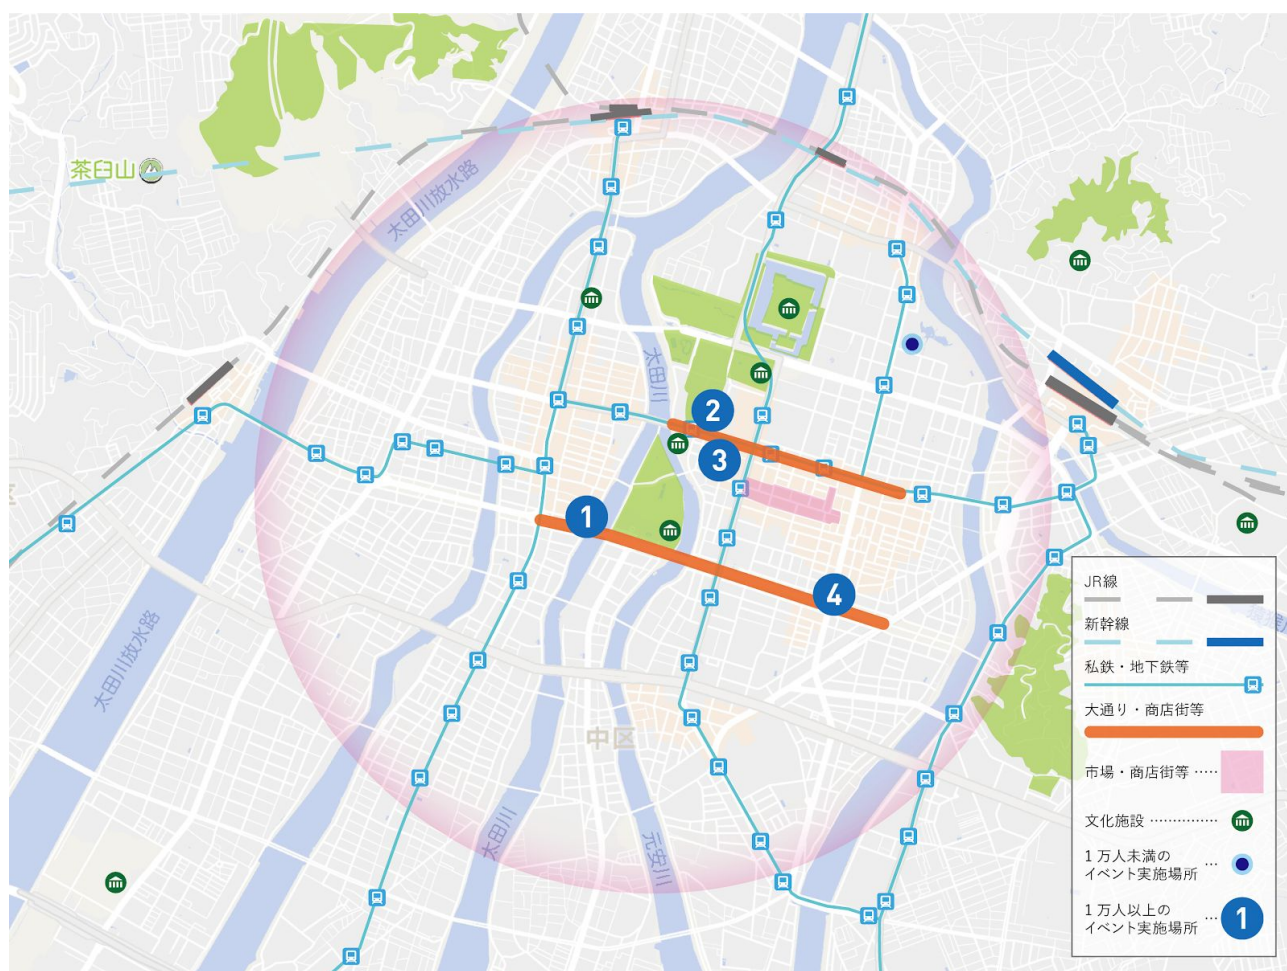 茶臼山
太田川放水路
太田川
2
3
1
4
太田川放水路
中区
太田川
元安川
区
JR線
新幹線
私鉄・地下鉄等
大通り・商店街等
市場・商店街等 ‥‥
文化施設 ‥‥‥‥‥
1万人未満の
イベント実施場所 ‥
1万人以上の
イベント実施場所 ‥ 1